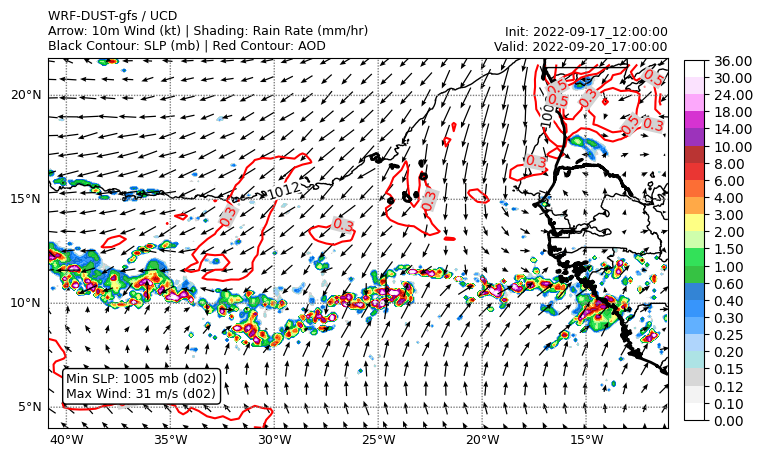 WRF-DUST-gfs / UCD
Arrow: 10m Wind (kt) | Shading: Rain Rate (mm/hr)
Black Contour: SLP (mb) | Red Contour: AOD
Init: 2022-09-17_12:00:00
Valid: 2022-09-20_17:00:00
36.00
30.00
24.00
18.00
14.00
10.00
8.00
6.00
4.00
3.00
2.00
1.50
1.00
0.60
0.40
0.30
0.25
0.20
0.15
0.12
0.10
0.00
20°N
15°N
10°N
5°N
0.5
0.5
0.3
0.5
0.3
0.3
1012
0.3
0.3
0.3
Min SLP: 1005 mb (d02)
Max Wind: 31 m/s (d02)
40°W
35°W
30°W
25°W
20°W
15°W